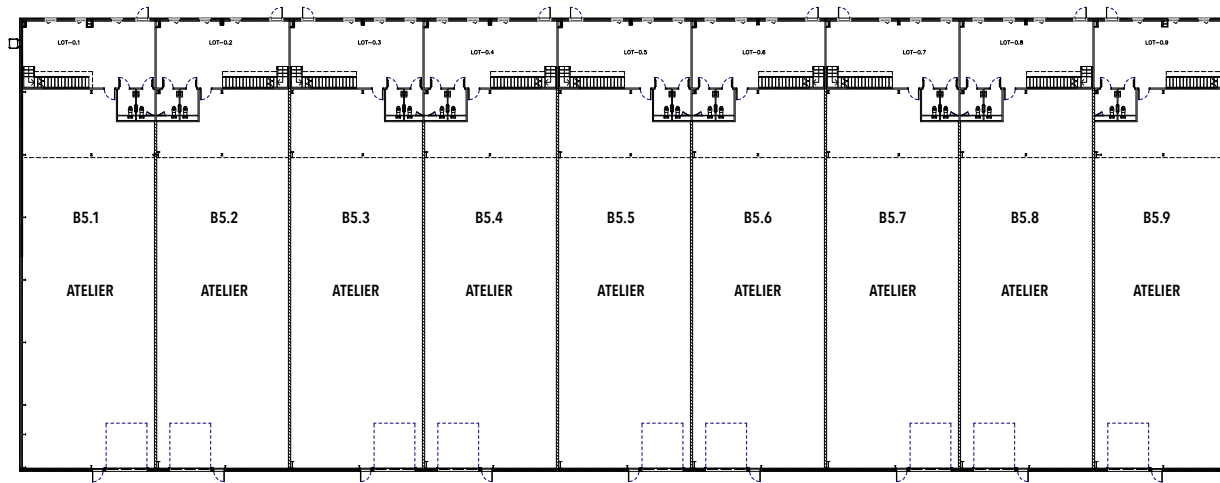 LOT-0.1 LOT-0.2 LOT-0.3 LOT-0.4 LOT-0.5 LOT-0.6 LOT-0.7 LOT-0.8 LOT-0.9
B5.1 B5.2 B5.3 B5.4 B5.5 B5.6 B5.7 B5.8 B5.9
ATELIER ATELIER ATELIER ATELIER ATELIER ATELIER ATELIER ATELIER ATELIER